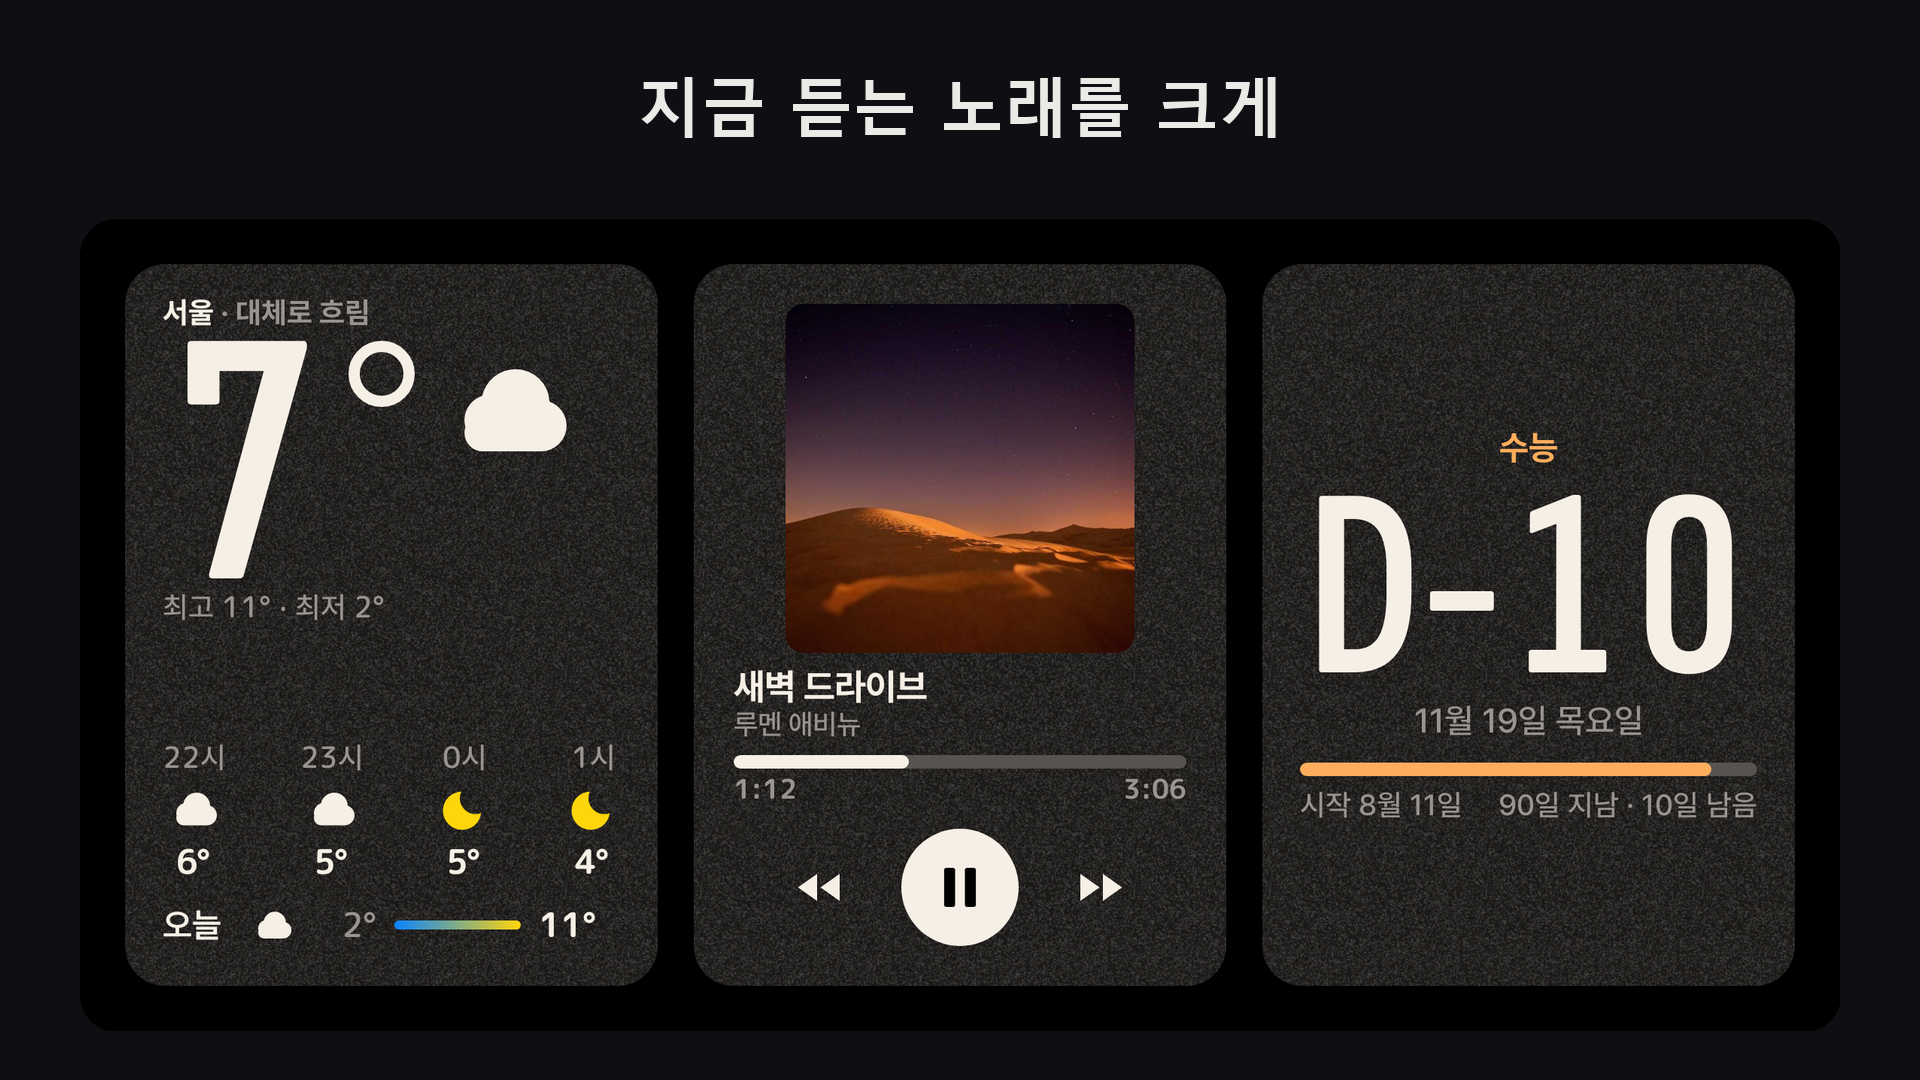 지금 듣는 노래를 크게
서울 · 대체로 흐림
7°
최고 11° · 최저 2°
22시 23시 0시 1시
6° 5° 5° 4°
오늘 2° 11°
새벽 드라이브
루멘 애비뉴
1:12 3:06
수능
D-10
11월 19일 목요일
시작 8월 11일 90일 지남 · 10일 남음